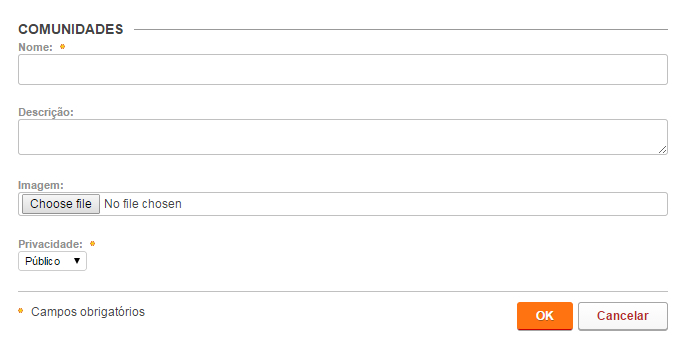 COMUNIDADES
Nome: *
Descrição:
Imagem:
Choose file No file chosen
Privacidade: *
Público ▼
* Campos obrigatórios OK Cancelar